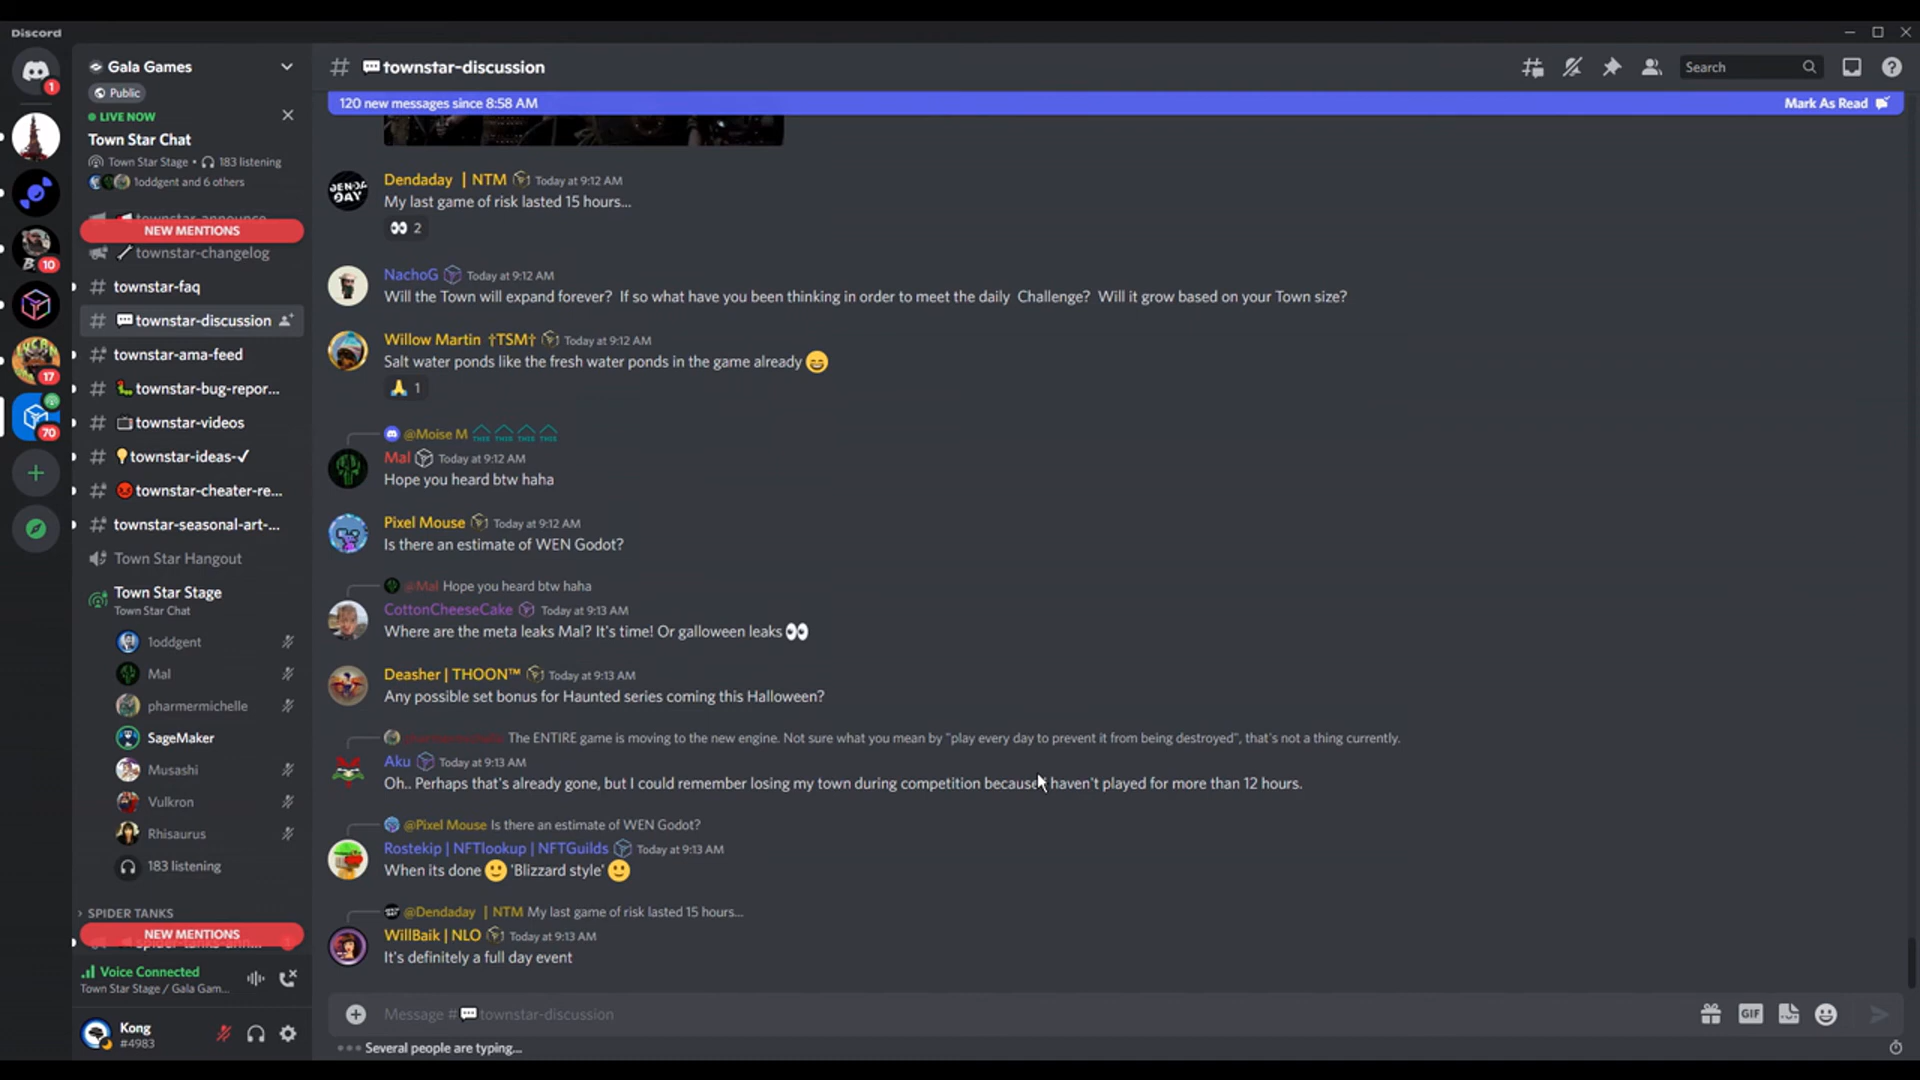 Discord
1
Gala Games
Public
LIVE NOW
Town Star Chat
Town Star Stage • 183 listening
1oddgent and 6 others
townstar-announce
NEW MENTIONS
townstar-changelog
townstar-faq
townstar-discussion
townstar-ama-feed
townstar-bug-repor...
townstar-videos
townstar-ideas-✓
townstar-cheater-re...
townstar-seasonal-art-...
Town Star Hangout
Town Star Stage
Town Star Chat
1oddgent
Mal
pharmermichelle
SageMaker
Musashi
Vulkron
Rhisaurus
183 listening
SPIDER TANKS
NEW MENTIONS
Voice Connected
Town Star Stage / Gala Gam...
Kong
#4983
10
17
70
# townstar-discussion
Search
120 new messages since 8:58 AM
Mark As Read
DENDA DAY
Dendaday | NTM Today at 9:12 AM
My last game of risk lasted 15 hours...
👀 2
NachoG Today at 9:12 AM
Will the Town will expand forever? If so what have you been thinking in order to meet the daily Challenge? Will it grow based on your Town size?
Willow Martin †TSM† Today at 9:12 AM
Salt water ponds like the fresh water ponds in the game already 😄
🙏 1
@Moise M THIS THIS THIS THIS
Mal Today at 9:12 AM
Hope you heard btw haha
Pixel Mouse Today at 9:12 AM
Is there an estimate of WEN Godot?
@Mal Hope you heard btw haha
CottonCheeseCake Today at 9:13 AM
Where are the meta leaks Mal? It's time! Or galloween leaks 👀
Deasher | THOON™ Today at 9:13 AM
Any possible set bonus for Haunted series coming this Halloween?
The ENTIRE game is moving to the new engine. Not sure what you mean by "play every day to prevent it from being destroyed", that's not a thing currently.
Aku Today at 9:13 AM
Oh.. Perhaps that's already gone, but I could remember losing my town during competition because haven't played for more than 12 hours.
@Pixel Mouse Is there an estimate of WEN Godot?
Rostekip | NFTlookup | NFTGuilds Today at 9:13 AM
When its done 🙂 'Blizzard style' 🙂
@Dendaday | NTM My last game of risk lasted 15 hours...
WillBaik | NLO Today at 9:13 AM
It's definitely a full day event
Message #townstar-discussion
GIF
Several people are typing...